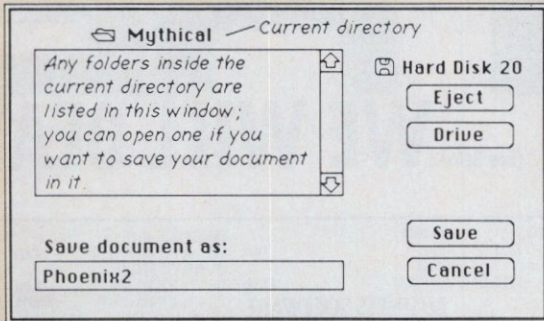 Mythical
Current directory
Any folders inside the
current directory are
listed in this window;
you can open one if you
want to save your document
in it.
Hard Disk 20
Eject
Drive
Save document as:
Phoenix2
Save
Cancel